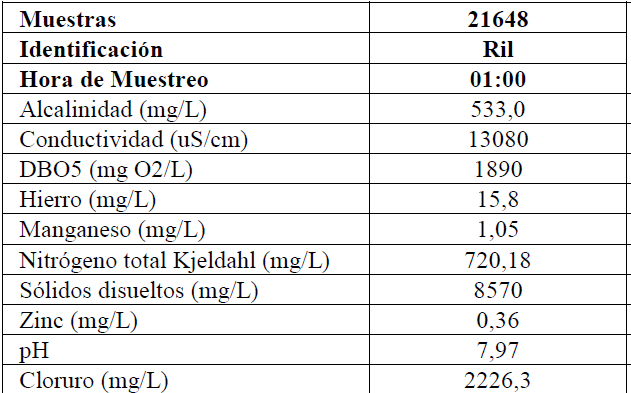 Muestras 21648
Identificación Ril
Hora de Muestreo 01:00
Alcalinidad (mg/L) 533,0
Conductividad (uS/cm) 13080
DBO5 (mg O2/L) 1890
Hierro (mg/L) 15,8
Manganeso (mg/L) 1,05
Nitrógeno total Kjeldahl (mg/L) 720,18
Sólidos disueltos (mg/L) 8570
Zinc (mg/L) 0,36
pH 7,97
Cloruro (mg/L) 2226,3